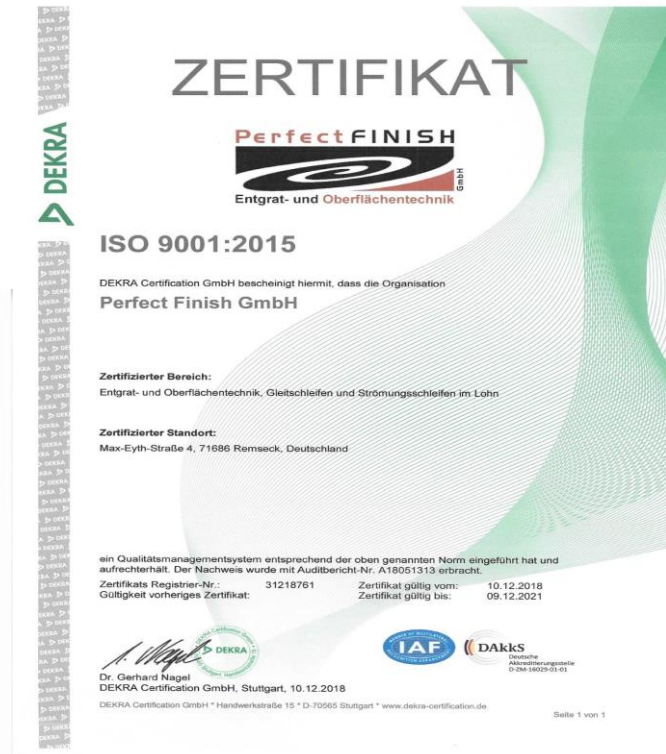 ZERTIFIKAT
DEKRA
PerfectFINISH
GmbH
Entgrat- und Oberflächentechnik
ISO 9001:2015
DEKRA Certification GmbH bescheinigt hiermit, dass die Organisation
Perfect Finish GmbH
Zertifizierter Bereich:
Entgrat- und Oberflächentechnik, Gleitschleifen und Strömungsschleifen im Lohn
Zertifizierter Standort:
Max-Eyth-Straße 4, 71686 Remseck, Deutschland
ein Qualitätsmanagementsystem entsprechend der oben genannten Norm eingeführt hat und
aufrechterhält. Der Nachweis wurde mit Auditbericht-Nr. A18051313 erbracht.
Zertifikats Registrier-Nr.: 31218761 Zertifikat gültig vom: 10.12.2018
Gültigkeit vorheriges Zertifikat: Zertifikat gültig bis: 09.12.2021
DEKRA
IAF
DAkkS
Deutsche
Akkreditierungsstelle
D-ZM-16029-01-01
Dr. Gerhard Nagel
DEKRA Certification GmbH, Stuttgart, 10.12.2018
DEKRA Certification GmbH * Handwerkstraße 15 * D-70565 Stuttgart * www.dekra-certification.de
Seite 1 von 1